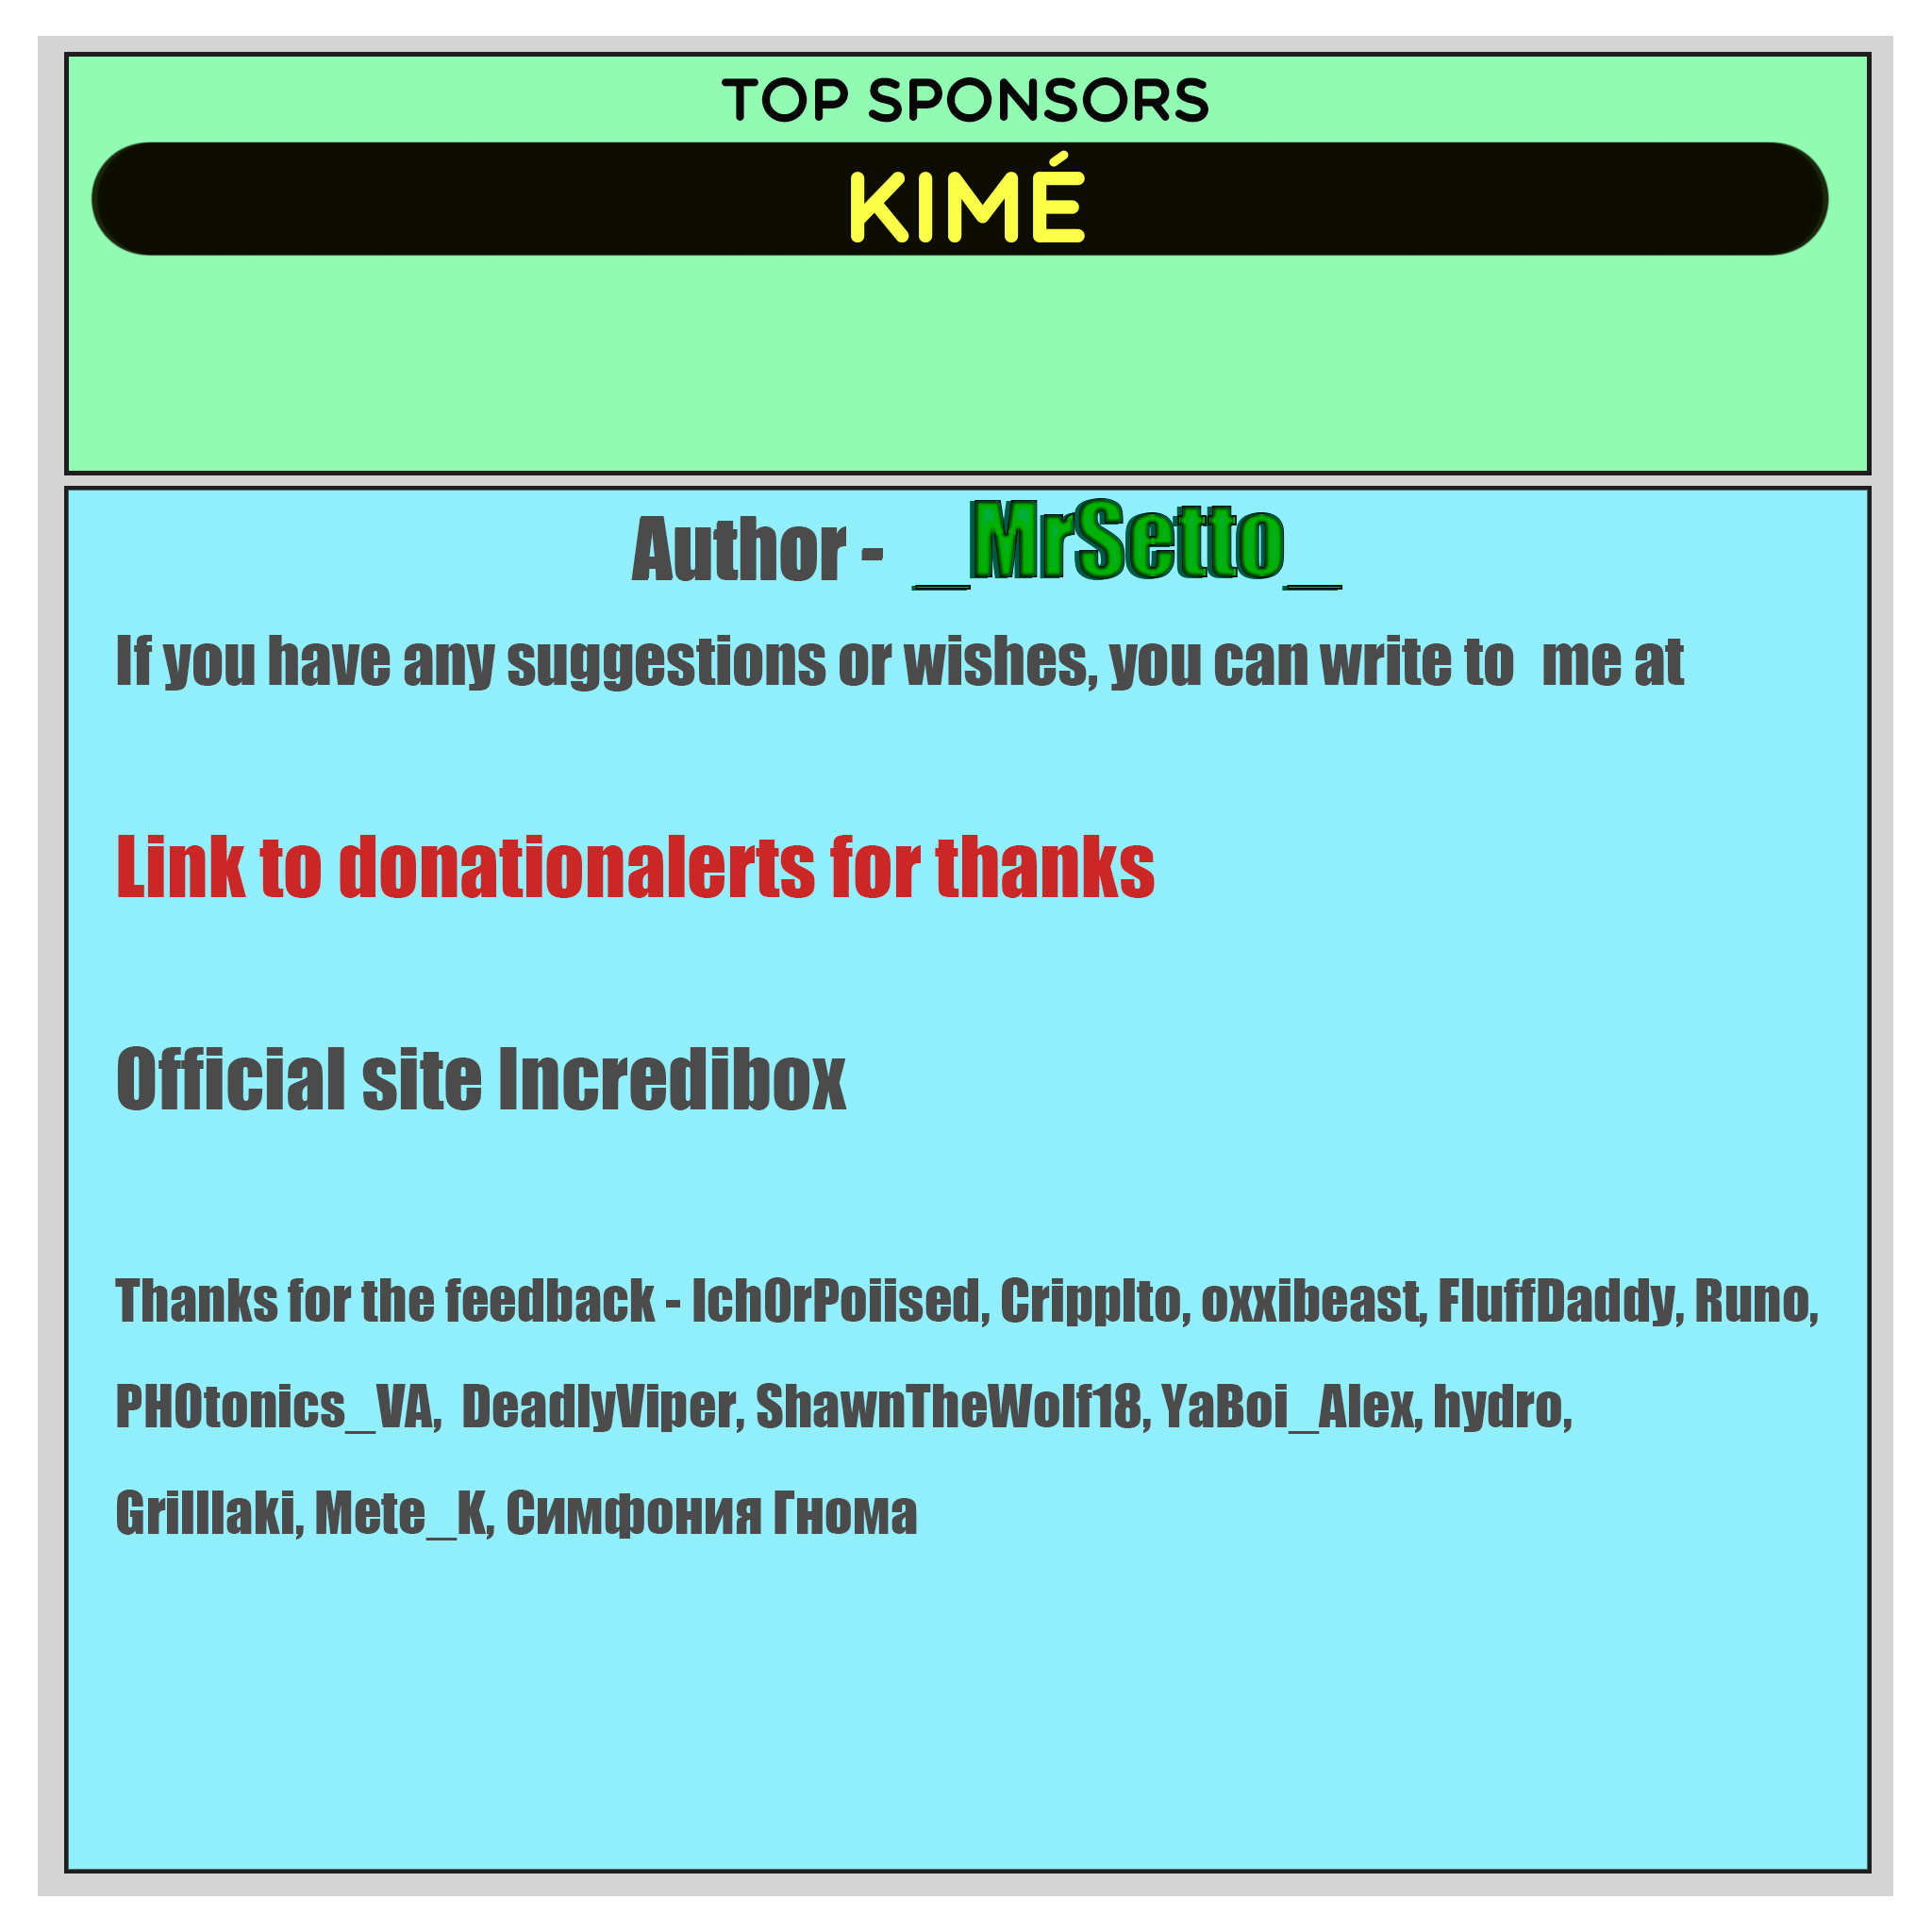 TOP SPONSORS
KIMÉ
Author - _MrSetto_
If you have any suggestions or wishes, you can write to  me at
Link to donationalerts for thanks
Official site Incredibox
Thanks for the feedback - IchOrPoiised, Cripplto, oxxibeast, FluffDaddy, Runo,
PHOtonics_VA,  DeadlyViper, ShawnTheWolf18, YaBoi_Alex, hydro,
Grilllaki, Mete_K, Симфония Гнома